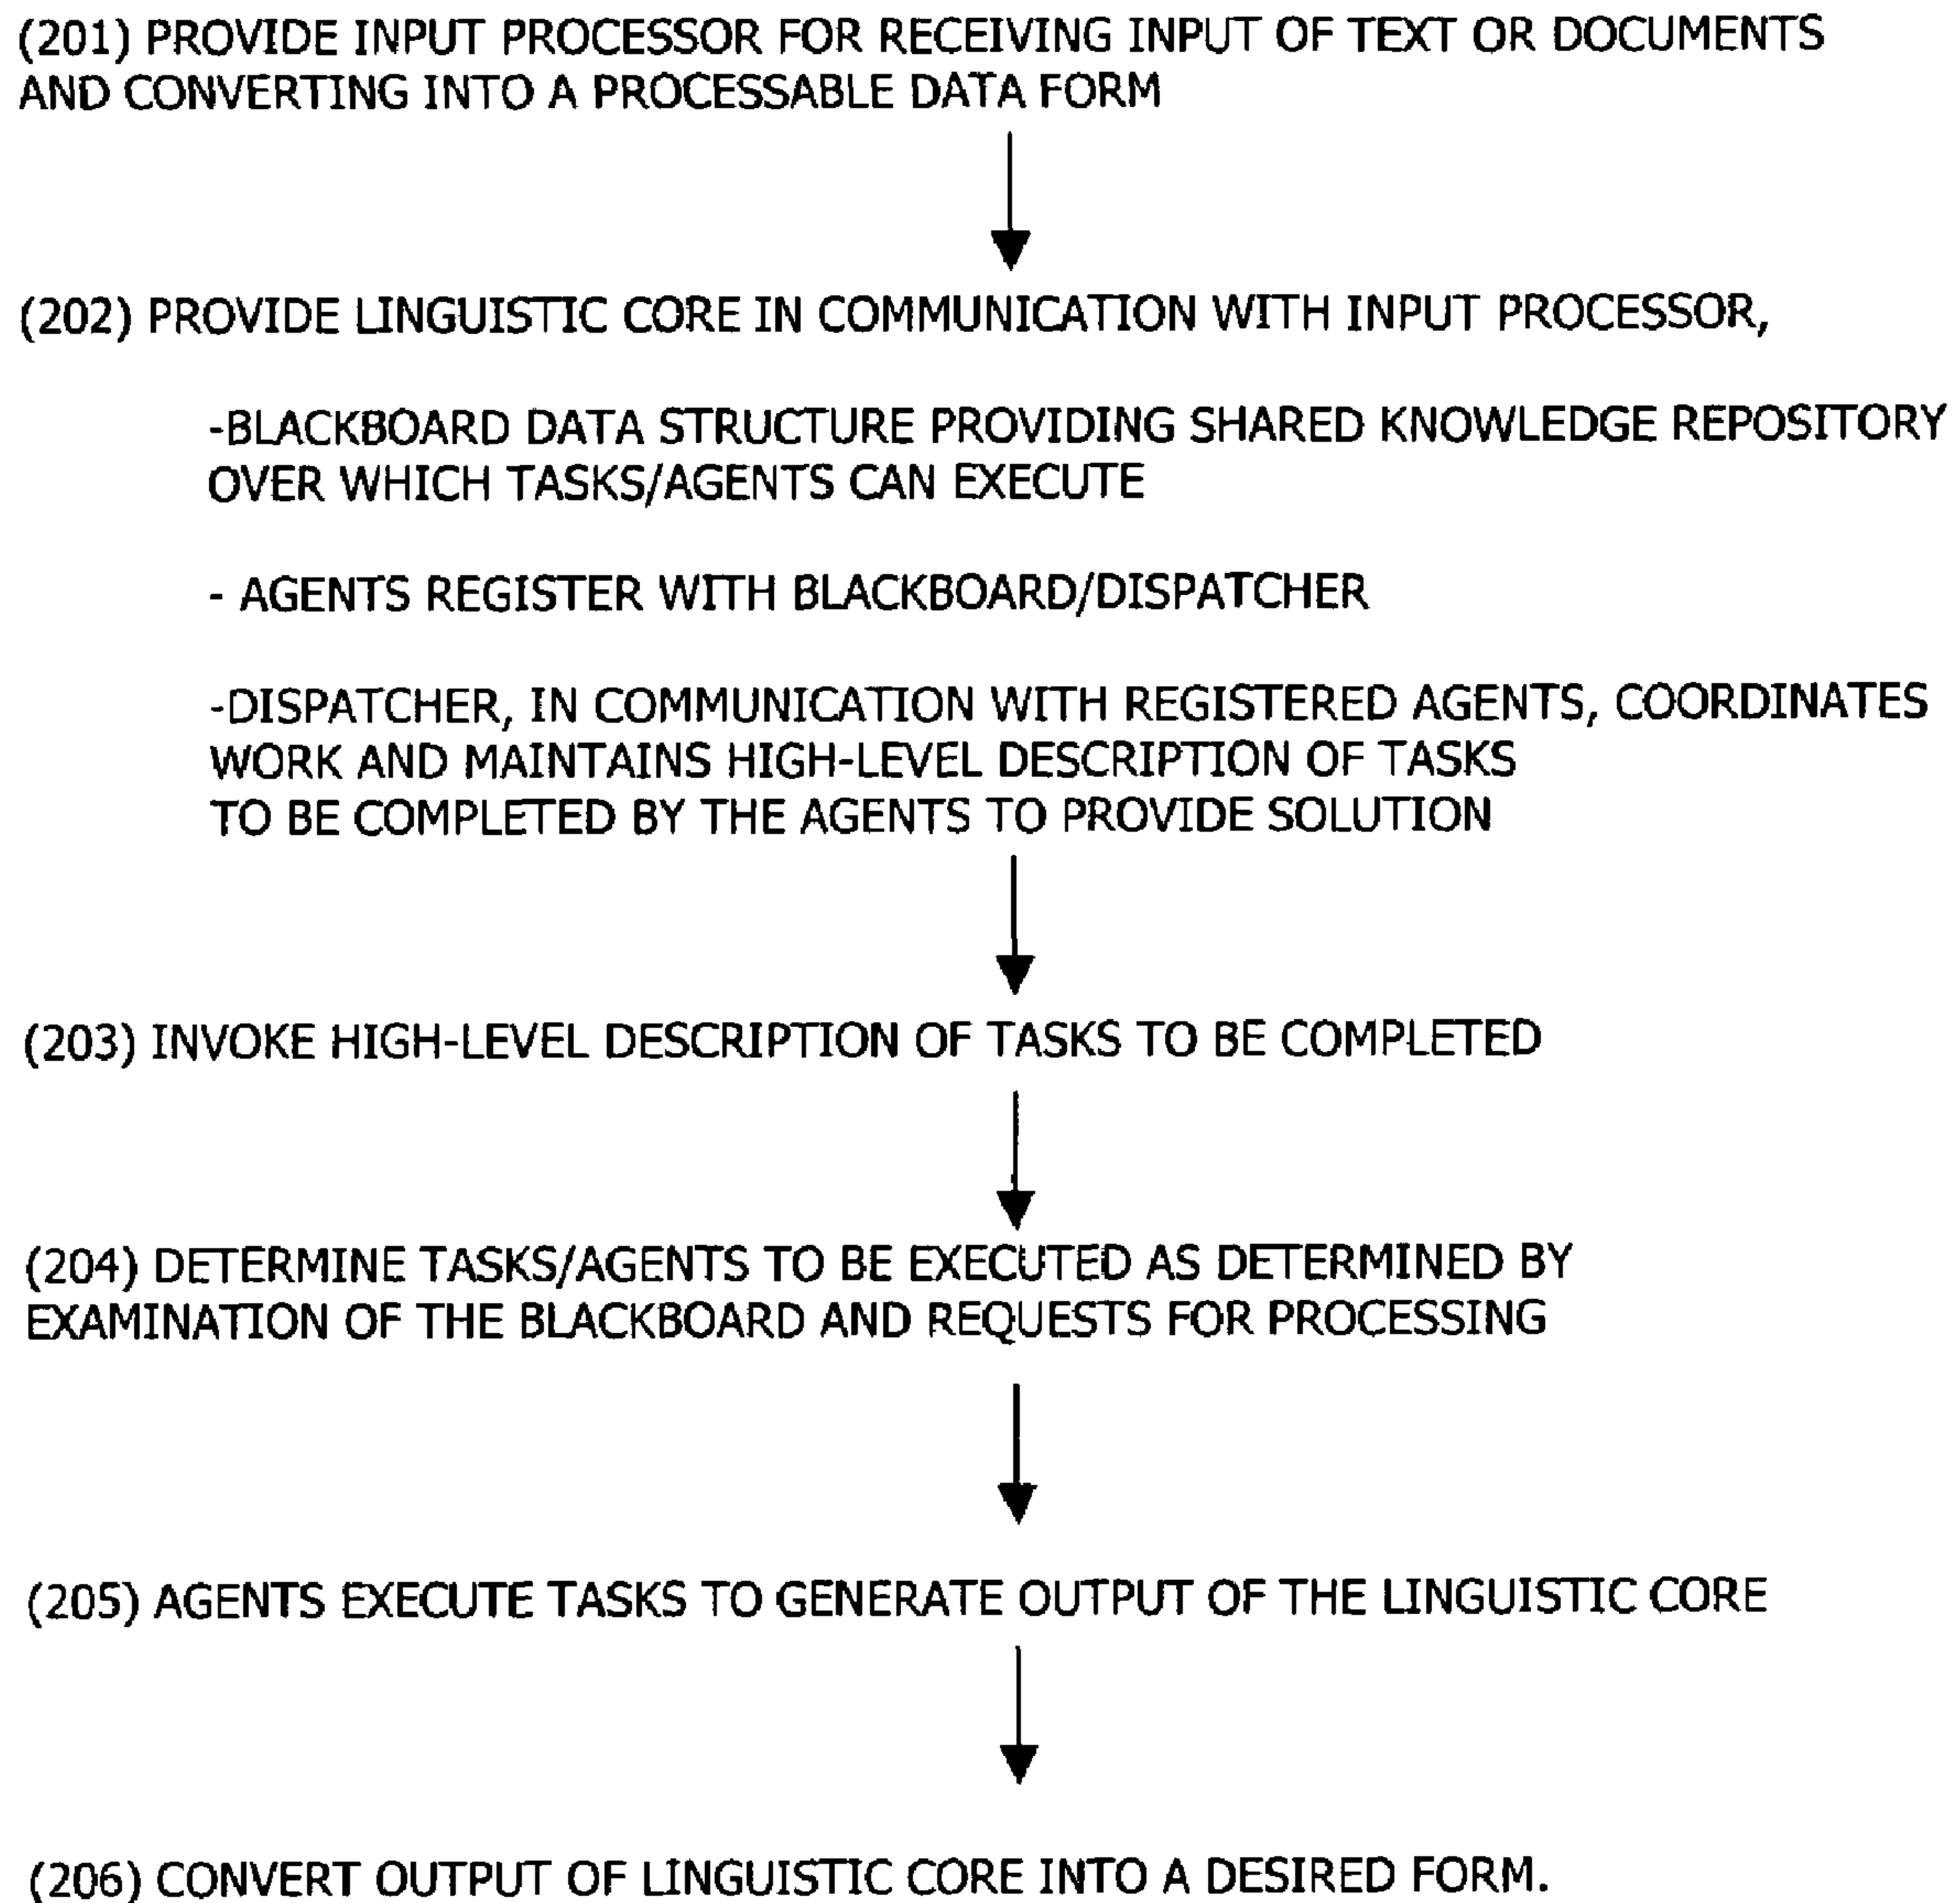 (201) PROVIDE INPUT PROCESSOR FOR RECEIVING INPUT OF TEXT OR DOCUMENTS
AND CONVERTING INTO A PROCESSABLE DATA FORM
(202) PROVIDE LINGUISTIC CORE IN COMMUNICATION WITH INPUT PROCESSOR,
-BLACKBOARD DATA STRUCTURE PROVIDING SHARED KNOWLEDGE REPOSITORY
OVER WHICH TASKS/AGENTS CAN EXECUTE
- AGENTS REGISTER WITH BLACKBOARD/DISPATCHER
-DISPATCHER, IN COMMUNICATION WITH REGISTERED AGENTS, COORDINATES
WORK AND MAINTAINS HIGH-LEVEL DESCRIPTION OF TASKS
TO BE COMPLETED BY THE AGENTS TO PROVIDE SOLUTION
(203) INVOKE HIGH-LEVEL DESCRIPTION OF TASKS TO BE COMPLETED
(204) DETERMINE TASKS/AGENTS TO BE EXECUTED AS DETERMINED BY
EXAMINATION OF THE BLACKBOARD AND REQUESTS FOR PROCESSING
(205) AGENTS EXECUTE TASKS TO GENERATE OUTPUT OF THE LINGUISTIC CORE
(206) CONVERT OUTPUT OF LINGUISTIC CORE INTO A DESIRED FORM.